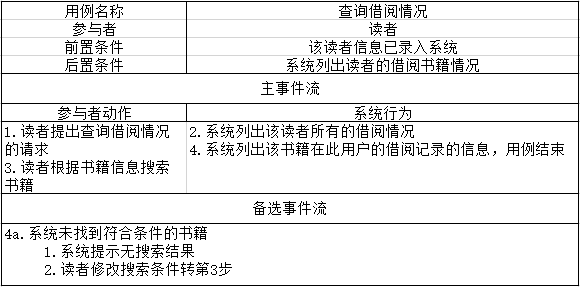 用例名称 查询借阅情况
参与者 读者
前置条件 该读者信息已录入系统
后置条件 系统列出读者的借阅书籍情况
主事件流
参与者动作 系统行为
1.读者提出查询借阅情况
的请求
3.读者根据书籍信息搜索
书籍
2.系统列出该读者所有的借阅情况
4.系统列出该书籍在此用户的借阅记录的信息，用例结束
备选事件流
4a.系统未找到符合条件的书籍
1.系统提示无搜索结果
2.读者修改搜索条件转第3步